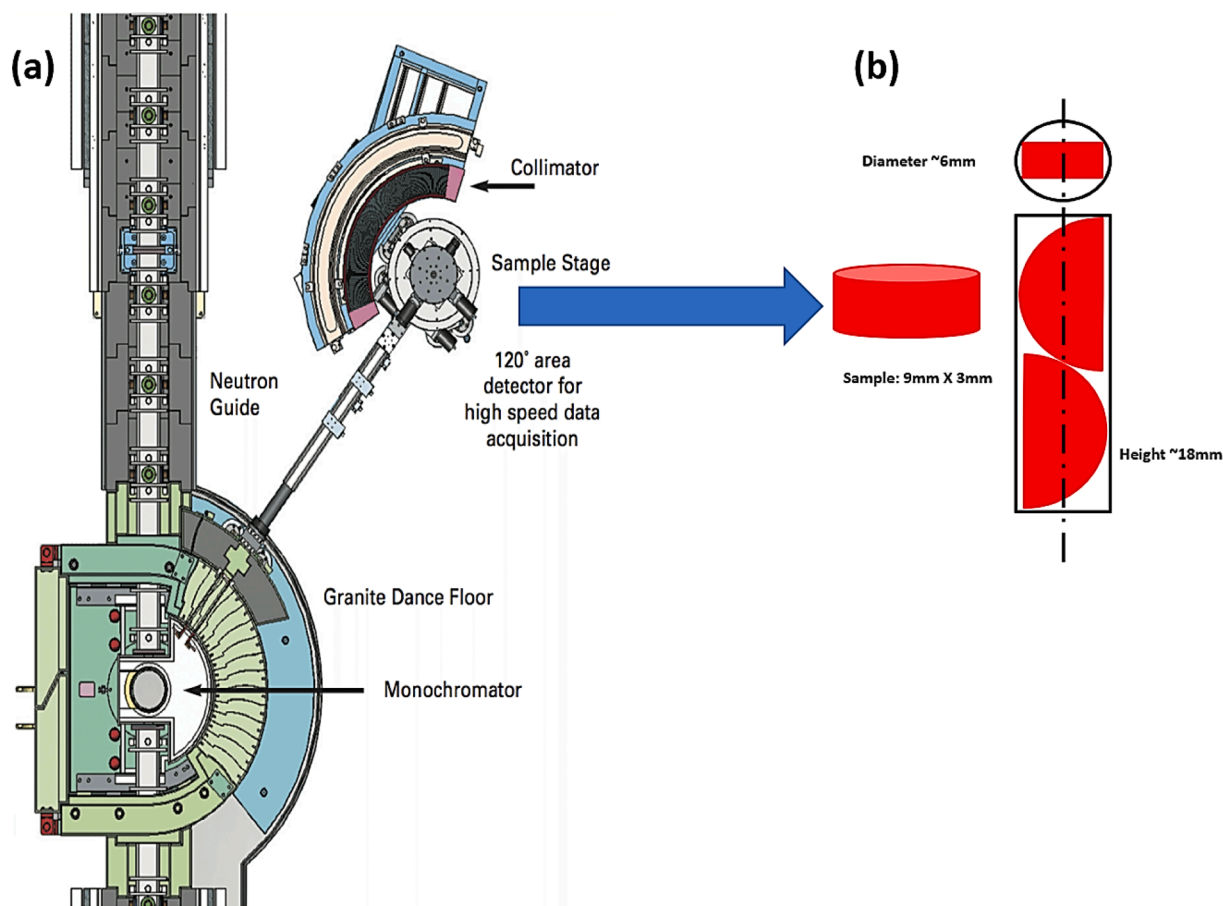 (a)
Collimator
Sample Stage
120˚ area
detector for
high speed data
acquisition
Neutron
Guide
Granite Dance Floor
Monochromator
(b)
Diameter ~6mm
Sample: 9mm X 3mm
Height ~18mm